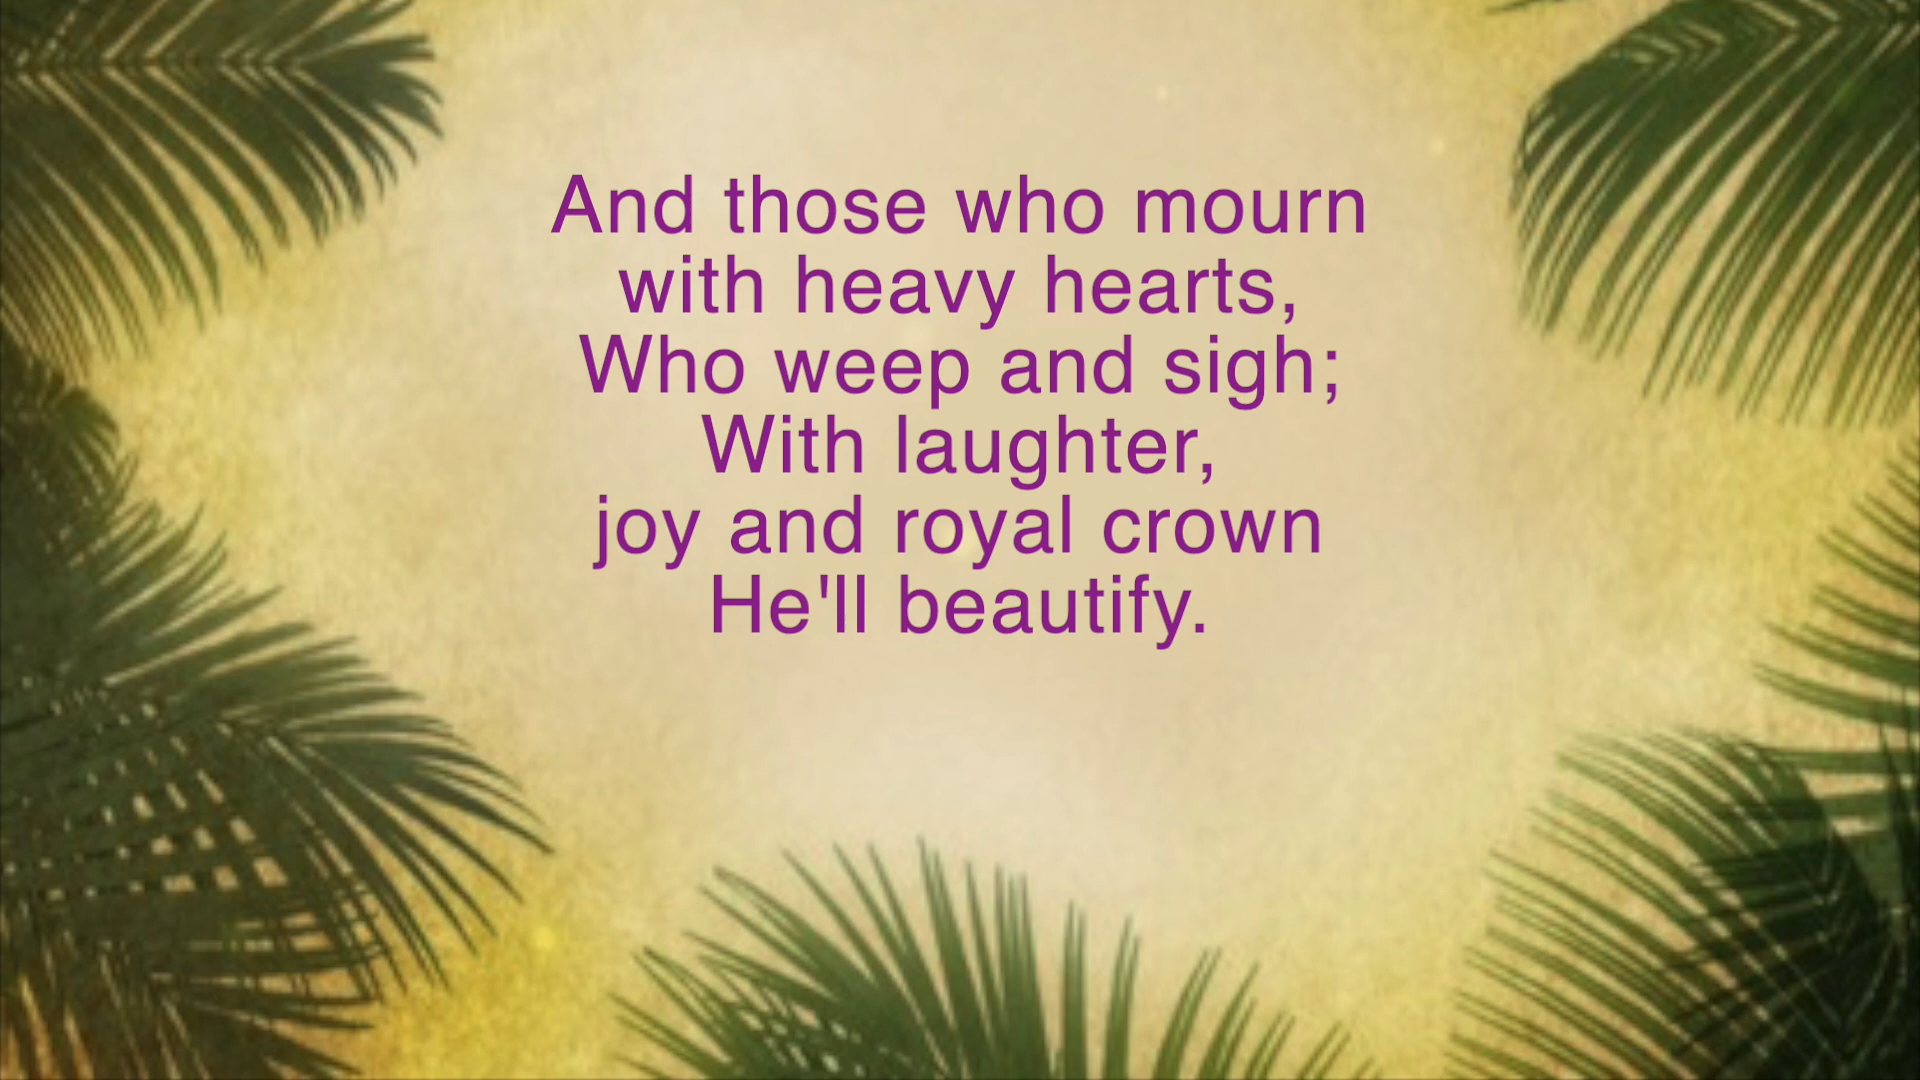 And those who mourn
with heavy hearts,
Who weep and sigh;
With laughter,
joy and royal crown
He'll beautify.